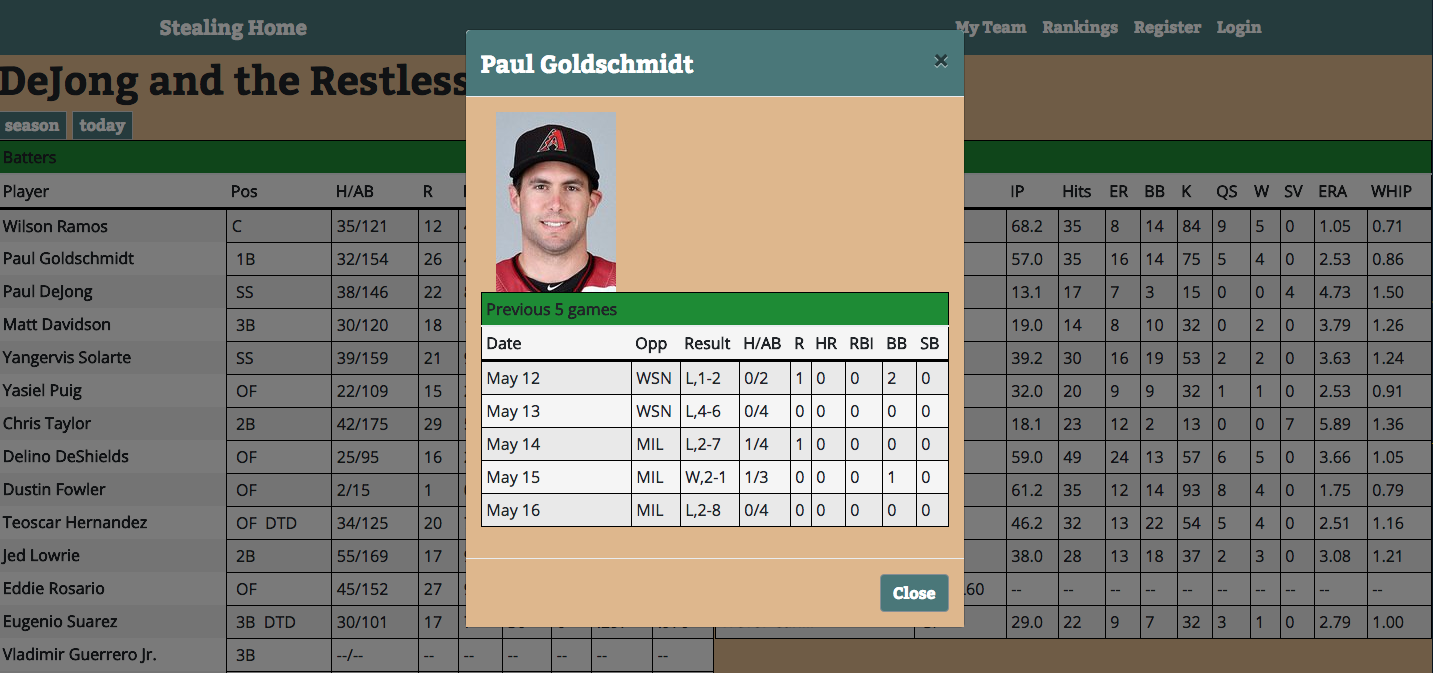 Stealing Home My Team Rankings Register Login
Paul Goldschmidt ×
DeJong and the Restless
season today
Batters
Player Pos H/AB R IP Hits ER BB K QS W SV ERA WHIP
Wilson Ramos C 35/121 12 68.2 35 8 14 84 9 5 0 1.05 0.71
Paul Goldschmidt 1B 32/154 26 57.0 35 16 14 75 5 4 0 2.53 0.86
Paul DeJong SS 38/146 22 13.1 17 7 3 15 0 0 4 4.73 1.50
Matt Davidson 3B 30/120 18 19.0 14 8 10 32 0 2 0 3.79 1.26
Yangervis Solarte SS 39/159 21 39.2 30 16 19 53 2 2 0 3.63 1.24
Yasiel Puig OF 22/109 15 32.0 20 9 9 32 1 1 0 2.53 0.91
Chris Taylor 2B 42/175 29 18.1 23 12 2 13 0 0 7 5.89 1.36
Delino DeShields OF 25/95 16 59.0 49 24 13 57 6 5 0 3.66 1.05
Dustin Fowler OF 2/15 1 61.2 35 12 14 93 8 4 0 1.75 0.79
Teoscar Hernandez OF DTD 34/125 20 46.2 32 13 22 54 5 4 0 2.51 1.16
Jed Lowrie 2B 55/169 17 38.0 28 13 18 37 2 3 0 3.08 1.21
Eddie Rosario OF 45/152 27 .60 -- -- -- -- -- -- -- -- -- --
Eugenio Suarez 3B DTD 30/101 17 29.0 22 9 7 32 3 1 0 2.79 1.00
Vladimir Guerrero Jr. 3B --/-- -- -- -- -- -- --
Previous 5 games
Date Opp Result H/AB R HR RBI BB SB
May 12 WSN L,1-2 0/2 1 0 0 2 0
May 13 WSN L,4-6 0/4 0 0 0 0 0
May 14 MIL L,2-7 1/4 1 0 0 0 0
May 15 MIL W,2-1 1/3 0 0 0 1 0
May 16 MIL L,2-8 0/4 0 0 0 0 0
Close